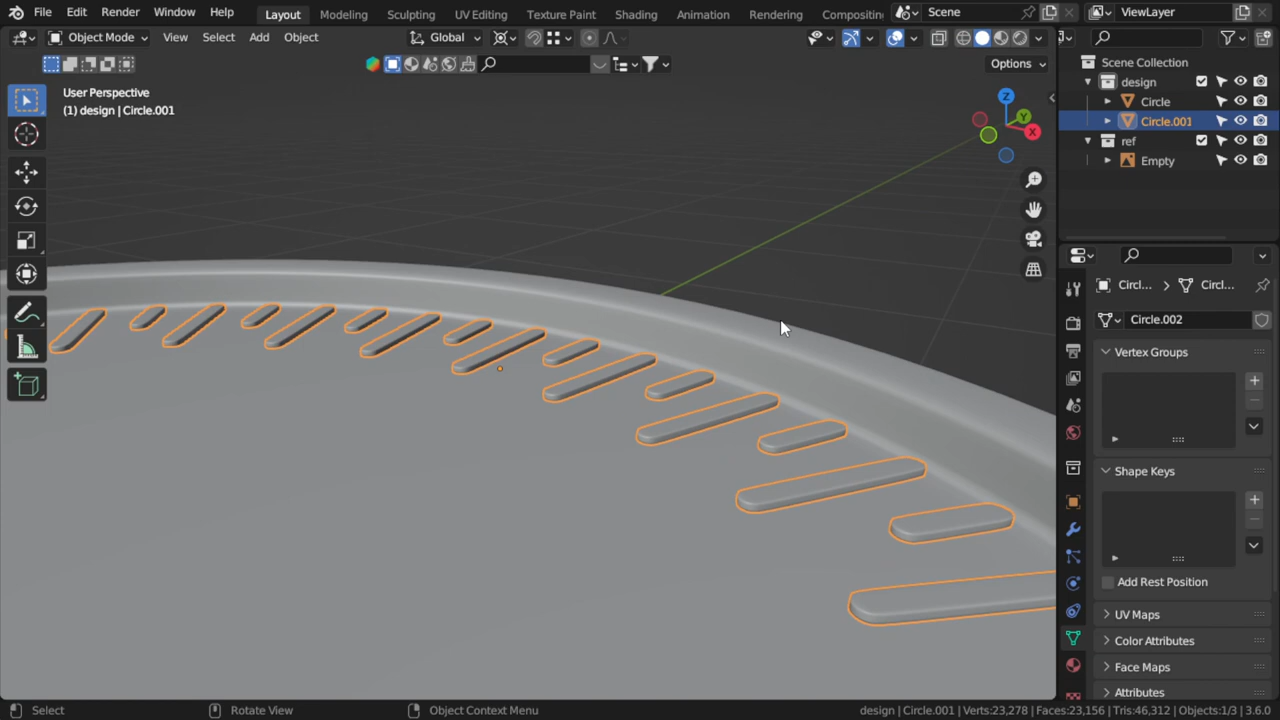 File Edit Render Window Help Layout Modeling Sculpting UV Editing Texture Paint Shading Animation Rendering Compositin Scene ViewLayer
Object Mode View Select Add Object Global
Options
User Perspective
(1) design | Circle.001
Z
Y
X
Scene Collection
design
Circle
Circle.001
ref
Empty
Circl... Circl...
Circle.002
Vertex Groups
Shape Keys
Add Rest Position
UV Maps
Color Attributes
Face Maps
Attributes
Select Rotate View Object Context Menu design | Circle.001 | Verts:23,278 | Faces:23,156 | Tris:46,312 | Objects:1/3 | 3.6.0